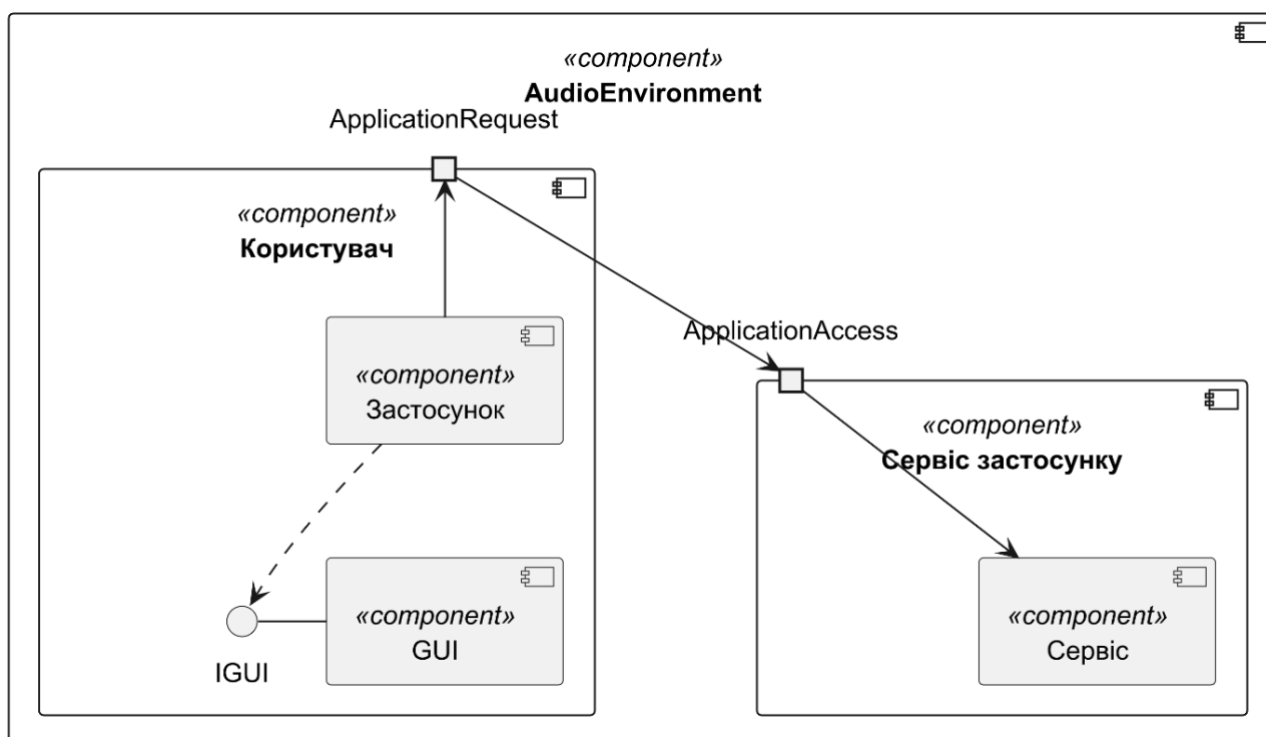 «component»
AudioEnvironment
ApplicationRequest
«component»
Користувач
ApplicationAccess
«component»
Застосунок
«component»
Сервіс застосунку
«component»
GUI
IGUI
«component»
Сервіс